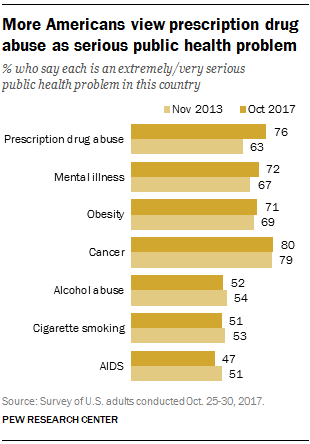 More Americans view prescription drug
abuse as serious public health problem
% who say each is an extremely/very serious
public health problem in this country
Nov 2013 Oct 2017
Prescription drug abuse 76
63
Mental illness 72
67
Obesity 71
69
Cancer 80
79
Alcohol abuse 52
54
Cigarette smoking 51
53
AIDS 47
51
Source: Survey of U.S. adults conducted Oct. 25-30, 2017.
PEW RESEARCH CENTER